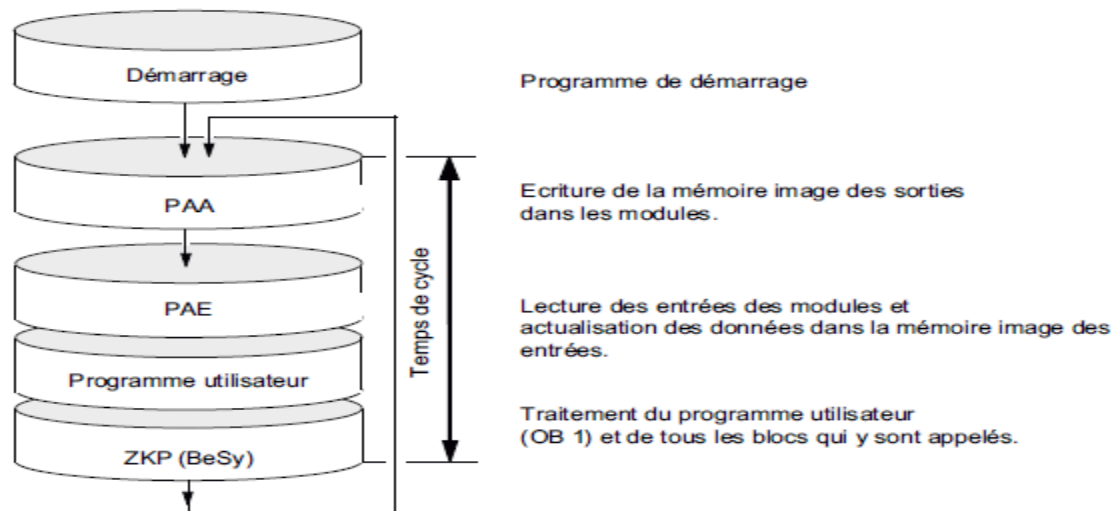 Démarrage
Programme de démarrage
PAA
Ecriture de la mémoire image des sorties
dans les modules.
Temps de cycle
PAE
Lecture des entrées des modules et
actualisation des données dans la mémoire image des
entrées.
Programme utilisateur
Traitement du programme utilisateur
(OB 1) et de tous les blocs qui y sont appelés.
ZKP (BeSy)